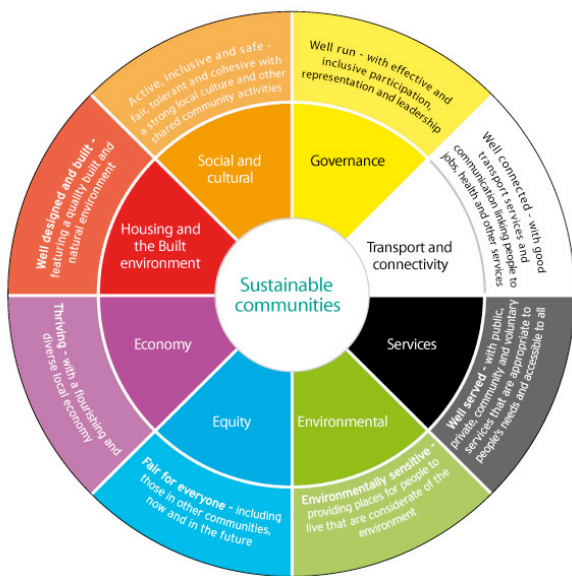 Active, inclusive and safe -
fair, tolerant and cohesive with
a strong local culture and other
shared community activities
Well run - with effective and
inclusive participation,
representation and leadership
Well connected - with good
transport services and
communication linking people to
jobs, health and other services
Well served - with public,
private, community and voluntary
services that are appropriate to
people's needs and accessible to all
Environmentally sensitive -
providing places for people to
live that are considerate of the
environment
Fair for everyone - including
those in other communities,
now and in the future
Thriving - with a flourishing and
diverse local economy
Well designed and built -
featuring a quality built and
natural environment
Social and
cultural
Governance
Transport and
connectivity
Services
Environmental
Equity
Economy
Housing and
the Built
environment
Sustainable
communities